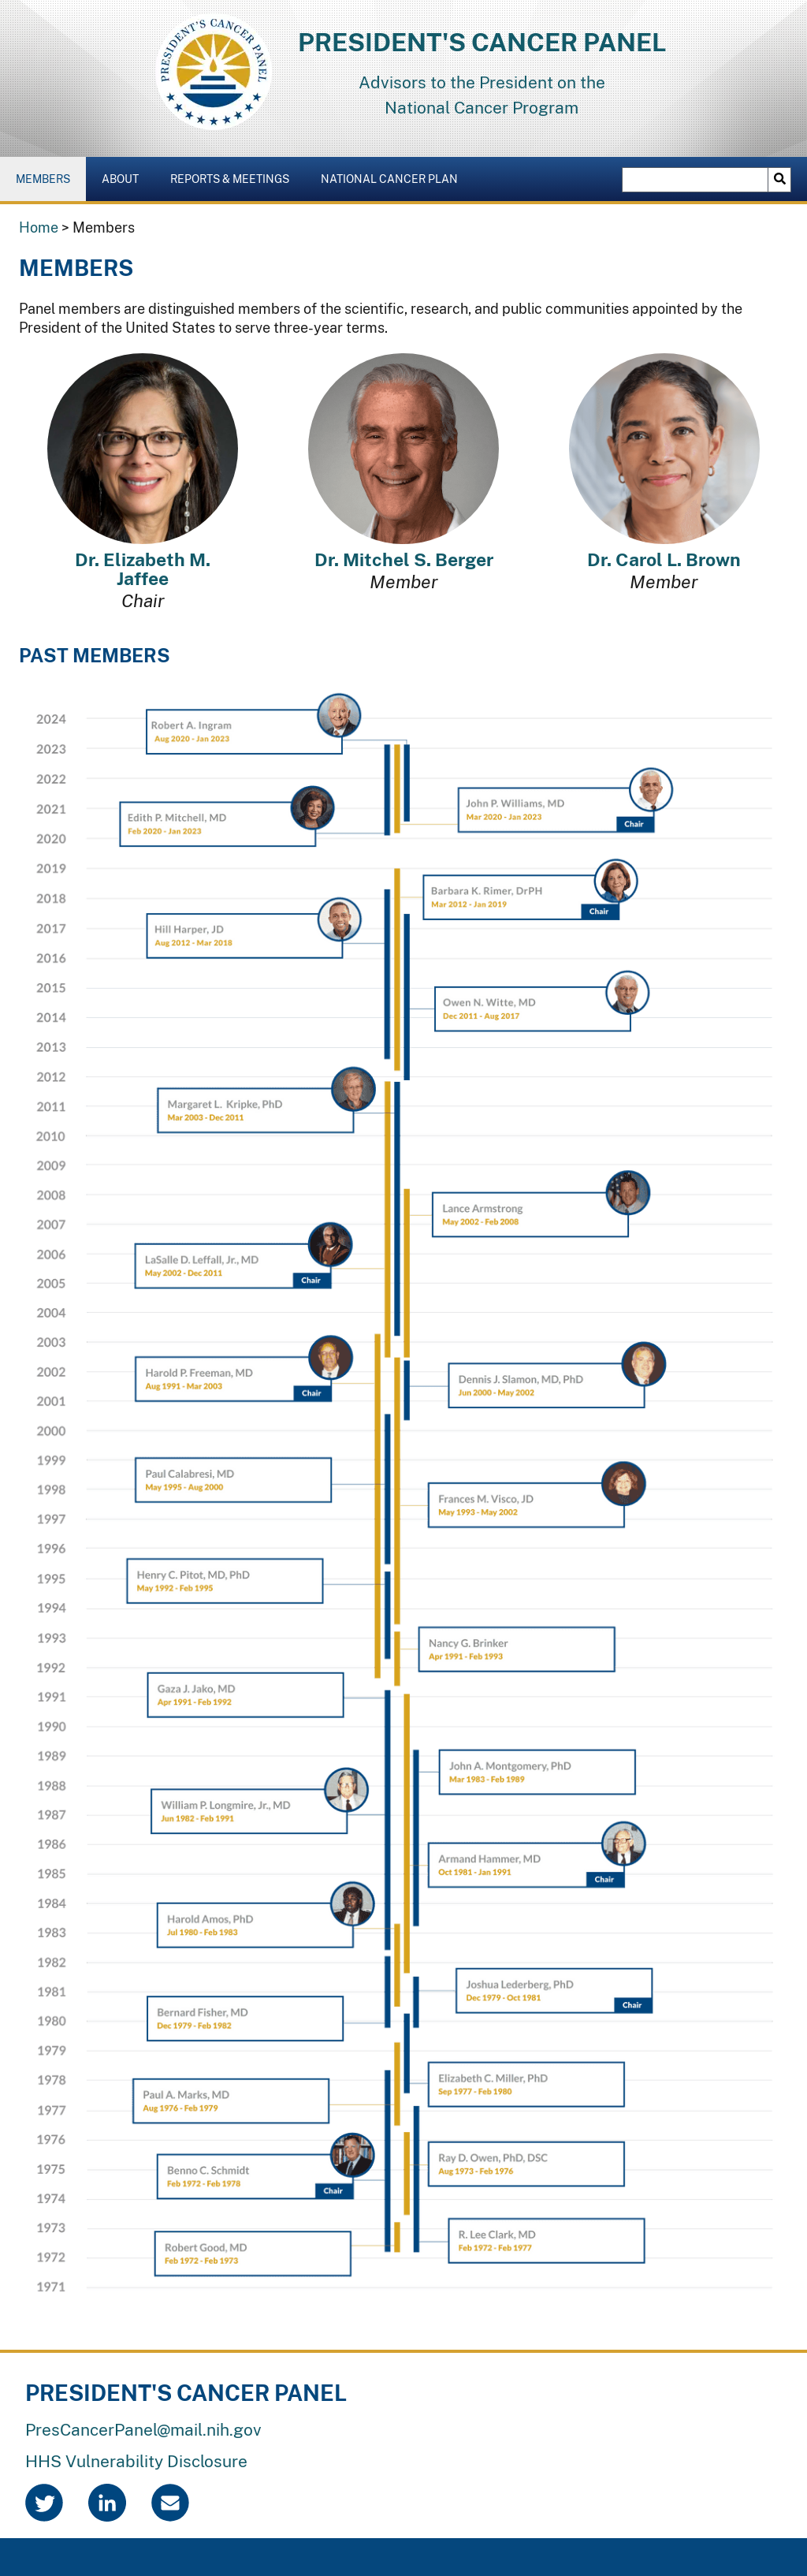 PRESIDENT'S CANCER PANEL
PRESIDENT'S CANCER PANEL
Advisors to the President on the
National Cancer Program
MEMBERS
ABOUT
REPORTS & MEETINGS
NATIONAL CANCER PLAN
Home > Members
MEMBERS
Panel members are distinguished members of the scientific, research, and public communities appointed by the
President of the United States to serve three-year terms.
Dr. Elizabeth M.
Jaffee
Chair
Dr. Mitchel S. Berger
Member
Dr. Carol L. Brown
Member
PAST MEMBERS
2024
Robert A. Ingram
Aug 2020 - Jan 2023
2023
2022
John P. Williams, MD
Mar 2020 - Jan 2023
Chair
2021
Edith P. Mitchell, MD
Feb 2020 - Jan 2023
2020
2019
Barbara K. Rimer, DrPH
Mar 2012 - Jan 2019
Chair
2018
2017
Hill Harper, JD
Aug 2012 - Mar 2018
2016
2015
Owen N. Witte, MD
Dec 2011 - Aug 2017
2014
2013
2012
2011
Margaret L. Kripke, PhD
Mar 2003 - Dec 2011
2010
2009
2008
Lance Armstrong
May 2002 - Feb 2008
2007
2006
LaSalle D. Leffall, Jr., MD
May 2002 - Dec 2011
Chair
2005
2004
2003
2002
Harold P. Freeman, MD
Aug 1991 - Mar 2003
Chair
Dennis J. Slamon, MD, PhD
Jun 2000 - May 2002
2001
2000
1999
Paul Calabresi, MD
May 1995 - Aug 2000
1998
Frances M. Visco, JD
May 1993 - May 2002
1997
1996
1995
Henry C. Pitot, MD, PhD
May 1992 - Feb 1995
1994
1993
Nancy G. Brinker
Apr 1991 - Feb 1993
1992
Gaza J. Jako, MD
Apr 1991 - Feb 1992
1991
1990
1989
John A. Montgomery, PhD
Mar 1983 - Feb 1989
1988
William P. Longmire, Jr., MD
Jun 1982 - Feb 1991
1987
1986
Armand Hammer, MD
Oct 1981 - Jan 1991
Chair
1985
1984
Harold Amos, PhD
Jul 1980 - Feb 1983
1983
1982
Joshua Lederberg, PhD
Dec 1979 - Oct 1981
Chair
1981
Bernard Fisher, MD
Dec 1979 - Feb 1982
1980
1979
1978
Elizabeth C. Miller, PhD
Sep 1977 - Feb 1980
Paul A. Marks, MD
Aug 1976 - Feb 1979
1977
1976
Ray D. Owen, PhD, DSC
Aug 1973 - Feb 1976
1975
Benno C. Schmidt
Feb 1972 - Feb 1978
Chair
1974
1973
R. Lee Clark, MD
Feb 1972 - Feb 1977
Robert Good, MD
Feb 1972 - Feb 1973
1972
1971
PRESIDENT'S CANCER PANEL
PresCancerPanel@mail.nih.gov
HHS Vulnerability Disclosure
in